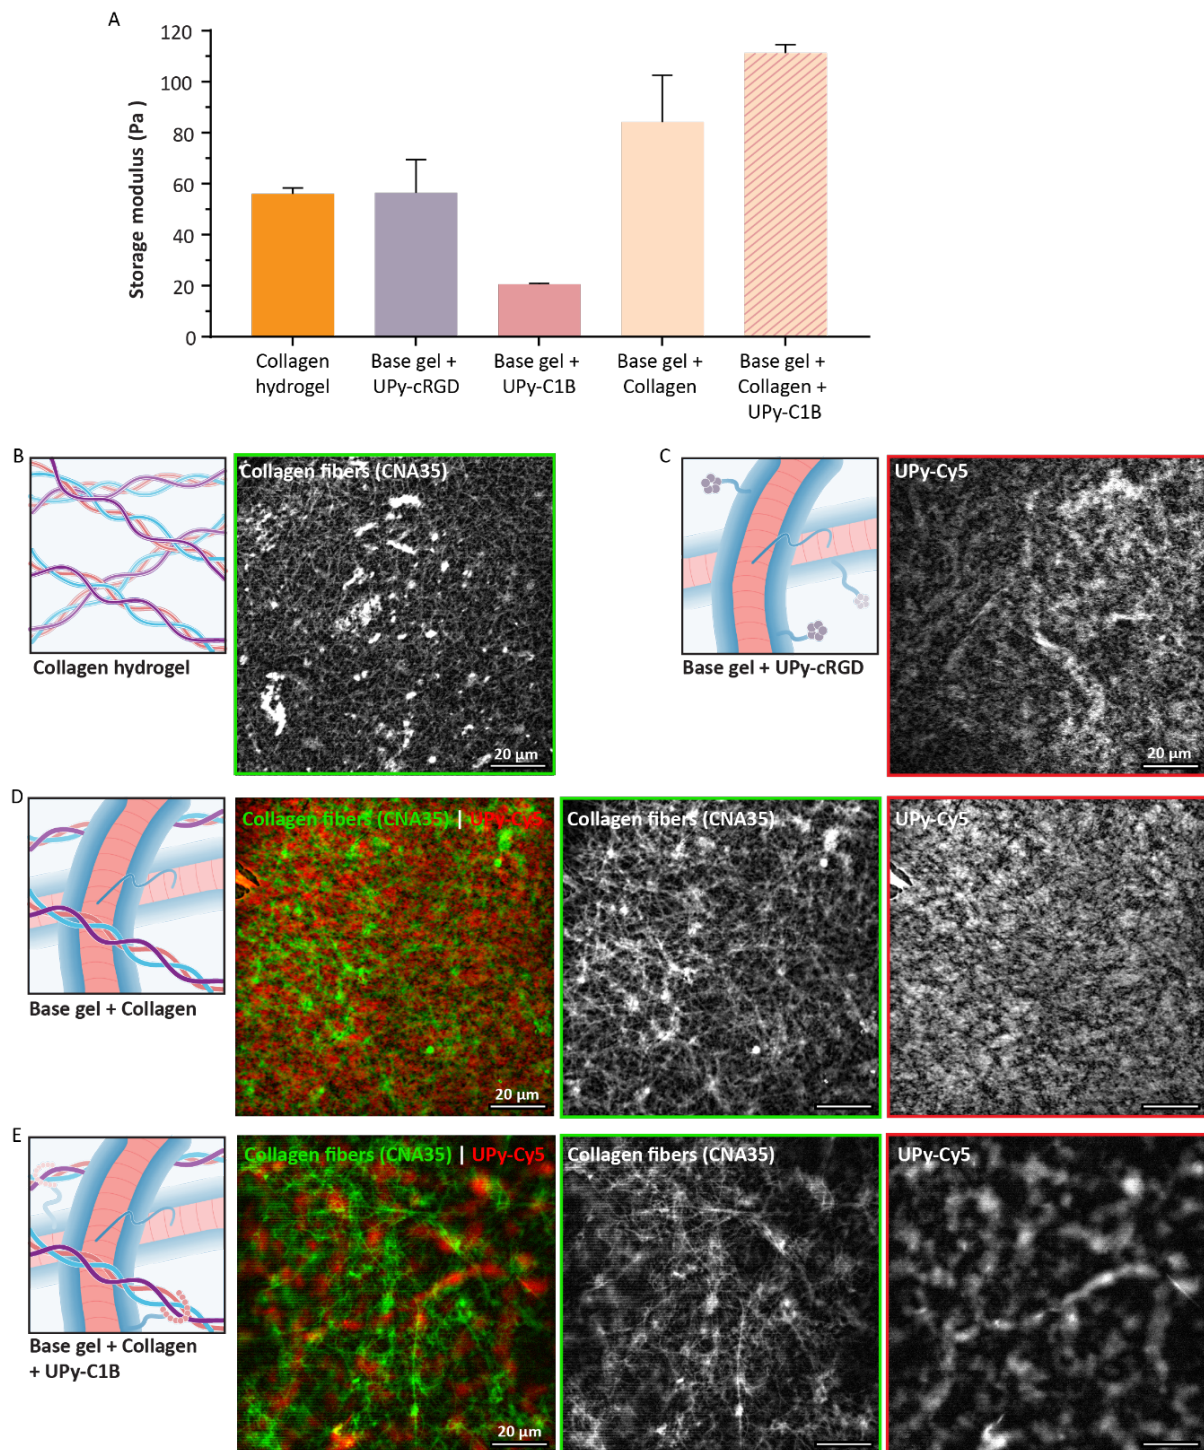 A
Storage modulus (Pa )
120
100
80
60
40
20
0
Collagen
hydrogel
Base gel +
UPy-cRGD
Base gel +
UPy-C1B
Base gel +
Collagen
Base gel +
Collagen +
UPy-C1B
B
Collagen hydrogel
Collagen fibers (CNA35)
20 µm
C
Base gel + UPy-cRGD
UPy-Cy5
20 µm
D
Base gel + Collagen
Collagen fibers (CNA35) | UPy-Cy5
20 µm
Collagen fibers (CNA35)
UPy-Cy5
E
Base gel + Collagen
+ UPy-C1B
Collagen fibers (CNA35) | UPy-Cy5
20 µm
Collagen fibers (CNA35)
UPy-Cy5